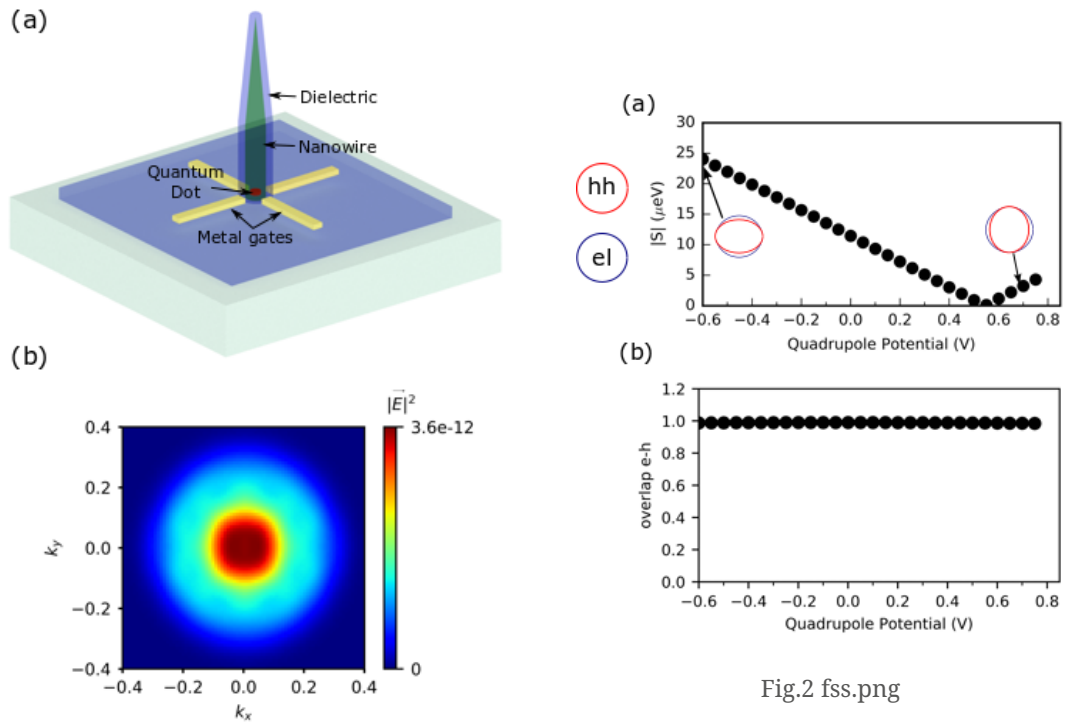 (a)
Dielectric
Nanowire
Quantum
Dot
Metal gates
(b)
|E⃗|²
3.6e-12
0
0.4
0.2
0.0
−0.2
−0.4
k_y
−0.4 −0.2 0.0 0.2 0.4
k_x
(a)
hh
el
30
25
20
15
10
5
0
|S| (μeV)
−0.6 −0.4 −0.2 0.0 0.2 0.4 0.6 0.8
Quadrupole Potential (V)
(b)
1.2
1.0
0.8
0.6
0.4
0.2
0.0
overlap e-h
−0.6 −0.4 −0.2 0.0 0.2 0.4 0.6 0.8
Quadrupole Potential (V)
Fig.2 fss.png